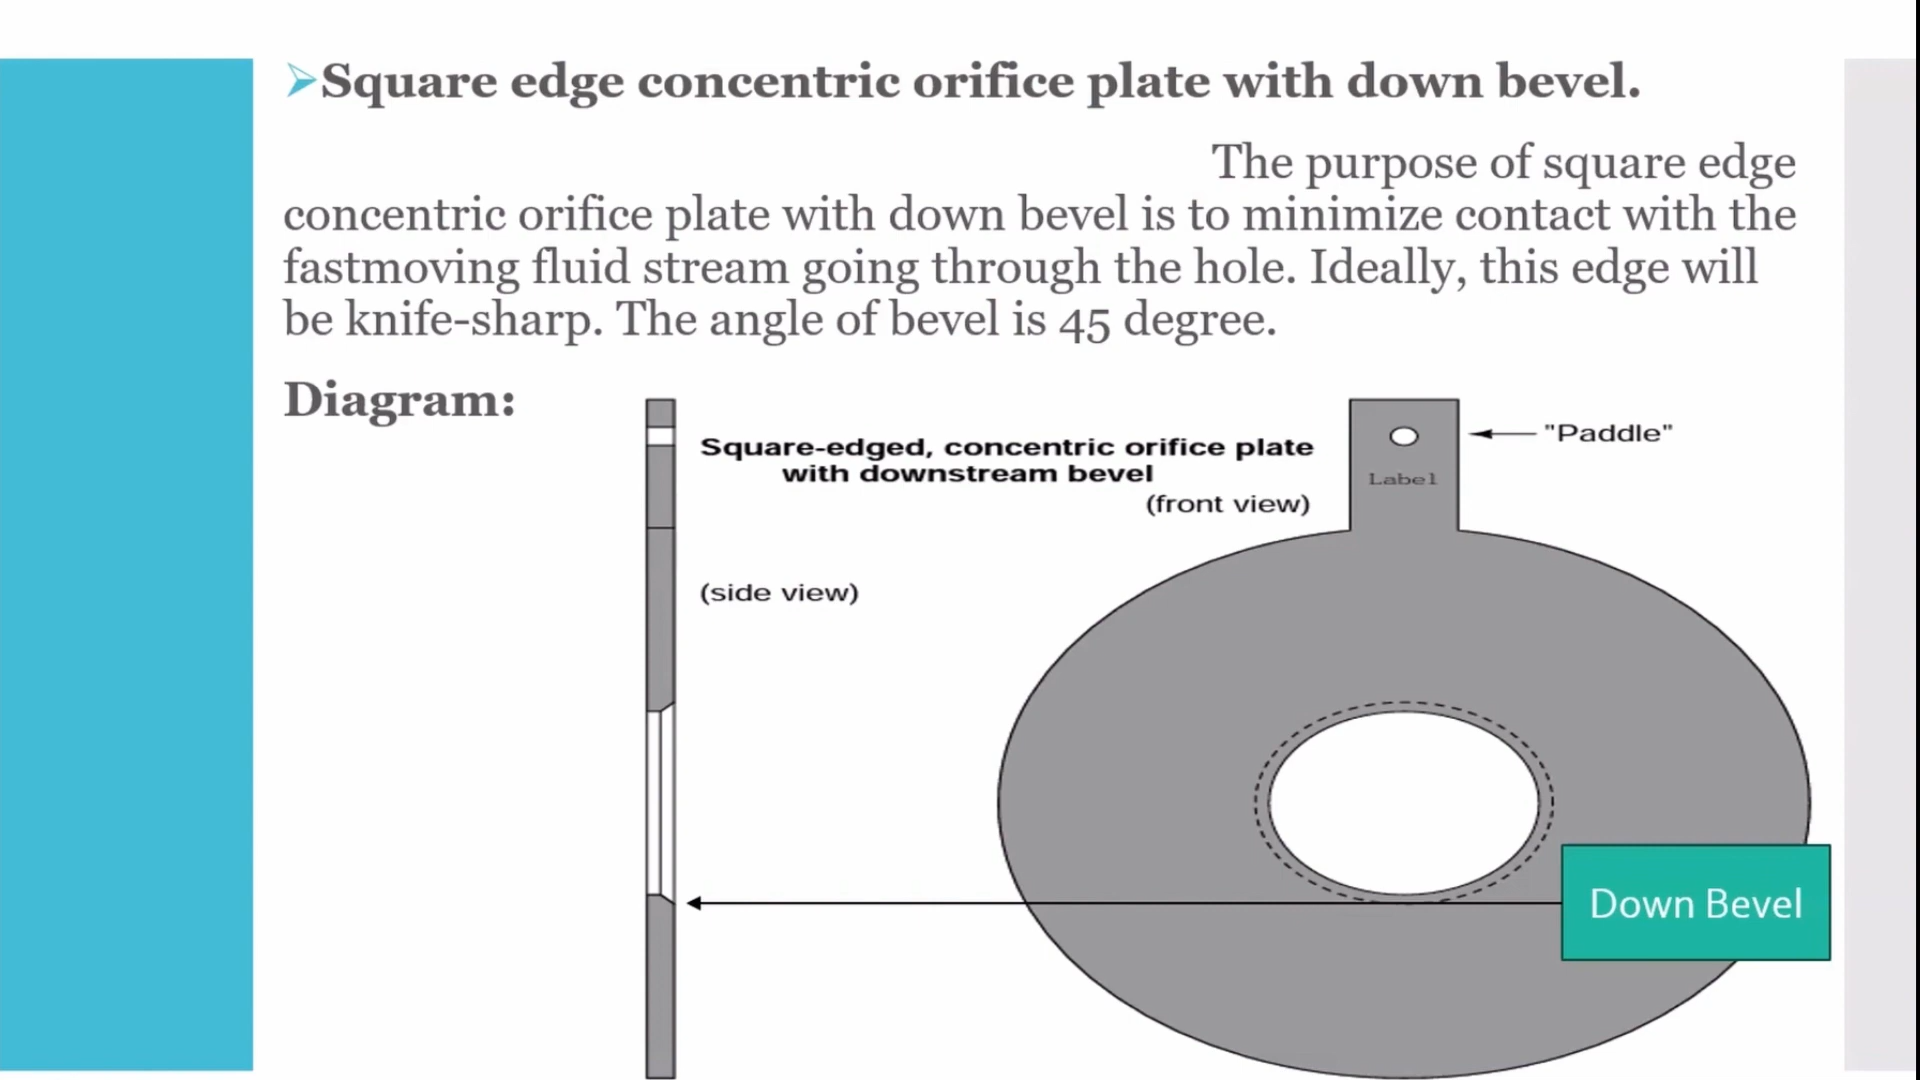 Square edge concentric orifice plate with down bevel.
The purpose of square edge
concentric orifice plate with down bevel is to minimize contact with the
fastmoving fluid stream going through the hole. Ideally, this edge will
be knife-sharp. The angle of bevel is 45 degree.
Diagram:
Square-edged, concentric orifice plate
with downstream bevel
(front view)
"Paddle"
Label
(side view)
Down Bevel